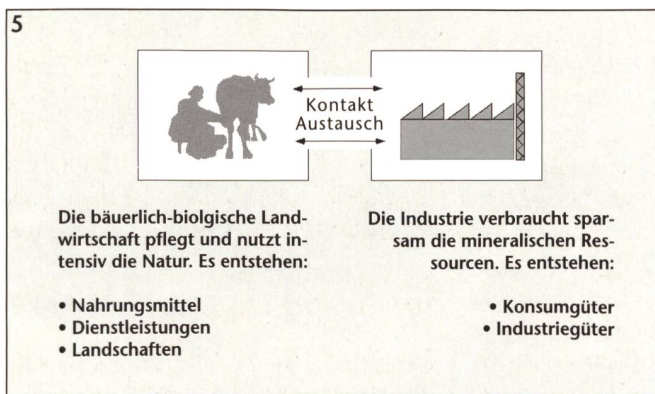 5
Kontakt
Austausch
Die bäuerlich-biolgische Land-
wirtschaft pflegt und nutzt in-
tensiv die Natur. Es entstehen:
• Nahrungsmittel
• Dienstleistungen
• Landschaften
Die Industrie verbraucht spar-
sam die mineralischen Res-
sourcen. Es entstehen:
• Konsumgüter
• Industriegüter